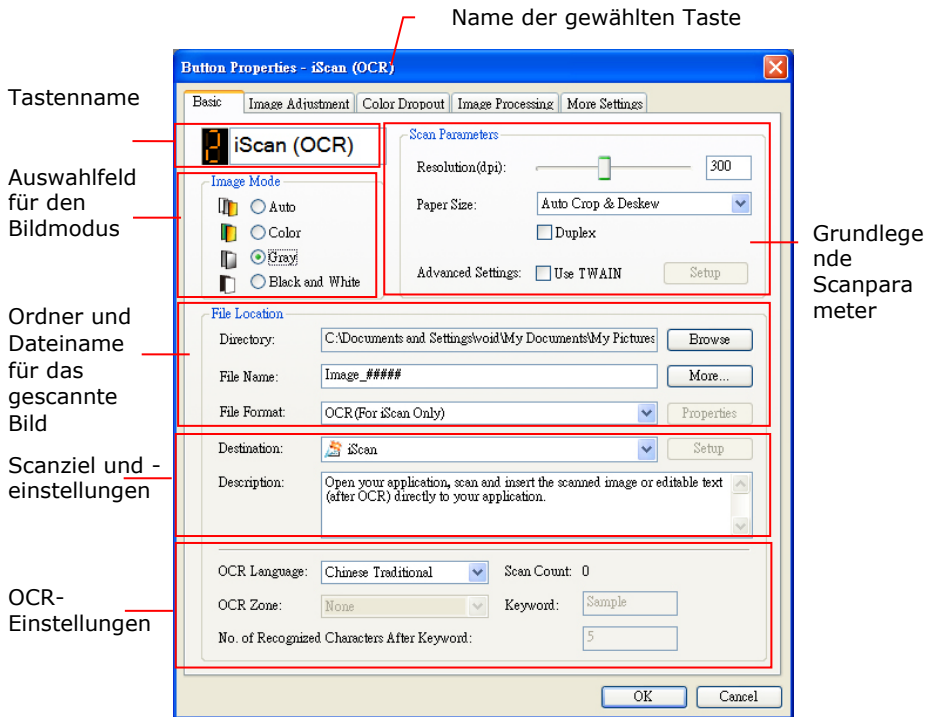 Name der gewählten Taste
Button Properties - iScan (OCR)
Tastenname
Basic Image Adjustment Color Dropout Image Processing More Settings
2 iScan (OCR)
Auswahlfeld
für den
Bildmodus
Image Mode
Auto
Color
Gray
Black and White
Scan Parameters
Resolution(dpi): 300
Paper Size: Auto Crop & Deskew
Duplex
Advanced Settings: Use TWAIN Setup
Grundlege
nde
Scanpara
meter
Ordner und
Dateiname
für das
gescannte
Bild
File Location
Directory: C:\Documents and Settings\void\My Documents\My Pictures Browse
File Name: Image_##### More...
File Format: OCR(For iScan Only) Properties
Scanziel und -
einstellungen
Destination: iScan Setup
Description: Open your application, scan and insert the scanned image or editable text
(after OCR) directly to your application.
OCR-
Einstellungen
OCR Language: Chinese Traditional Scan Count: 0
OCR Zone: None Keyword: Sample
No. of Recognized Characters After Keyword: 5
OK Cancel